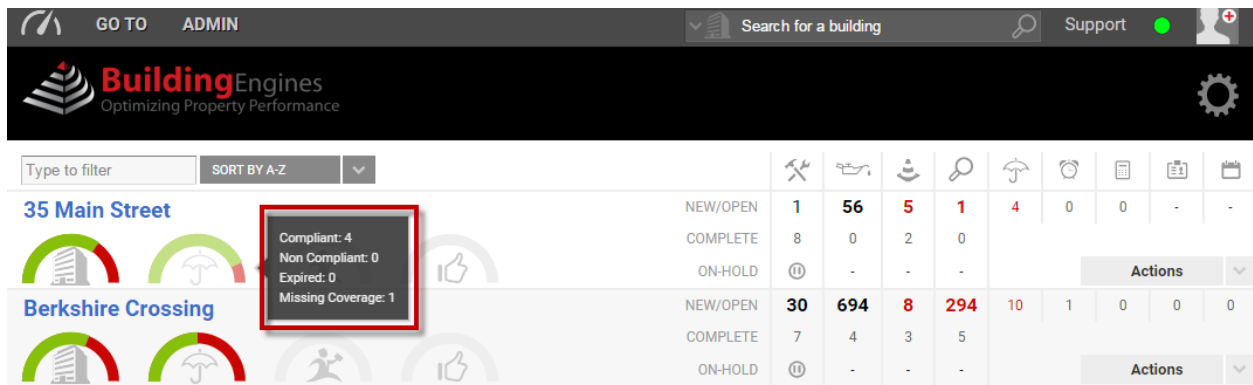 GO TO ADMIN Search for a building Support
BuildingEngines
Optimizing Property Performance
Type to filter SORT BY A-Z
35 Main Street NEW/OPEN 1 56 5 1 4 0 0 - -
Compliant: 4
COMPLETE 8 0 2 0
Non Compliant: 0
Expired: 0
ON-HOLD - - -
Actions
Missing Coverage: 1
Berkshire Crossing NEW/OPEN 30 694 8 294 10 1 0 0 0
COMPLETE 7 4 3 5
ON-HOLD - - -
Actions